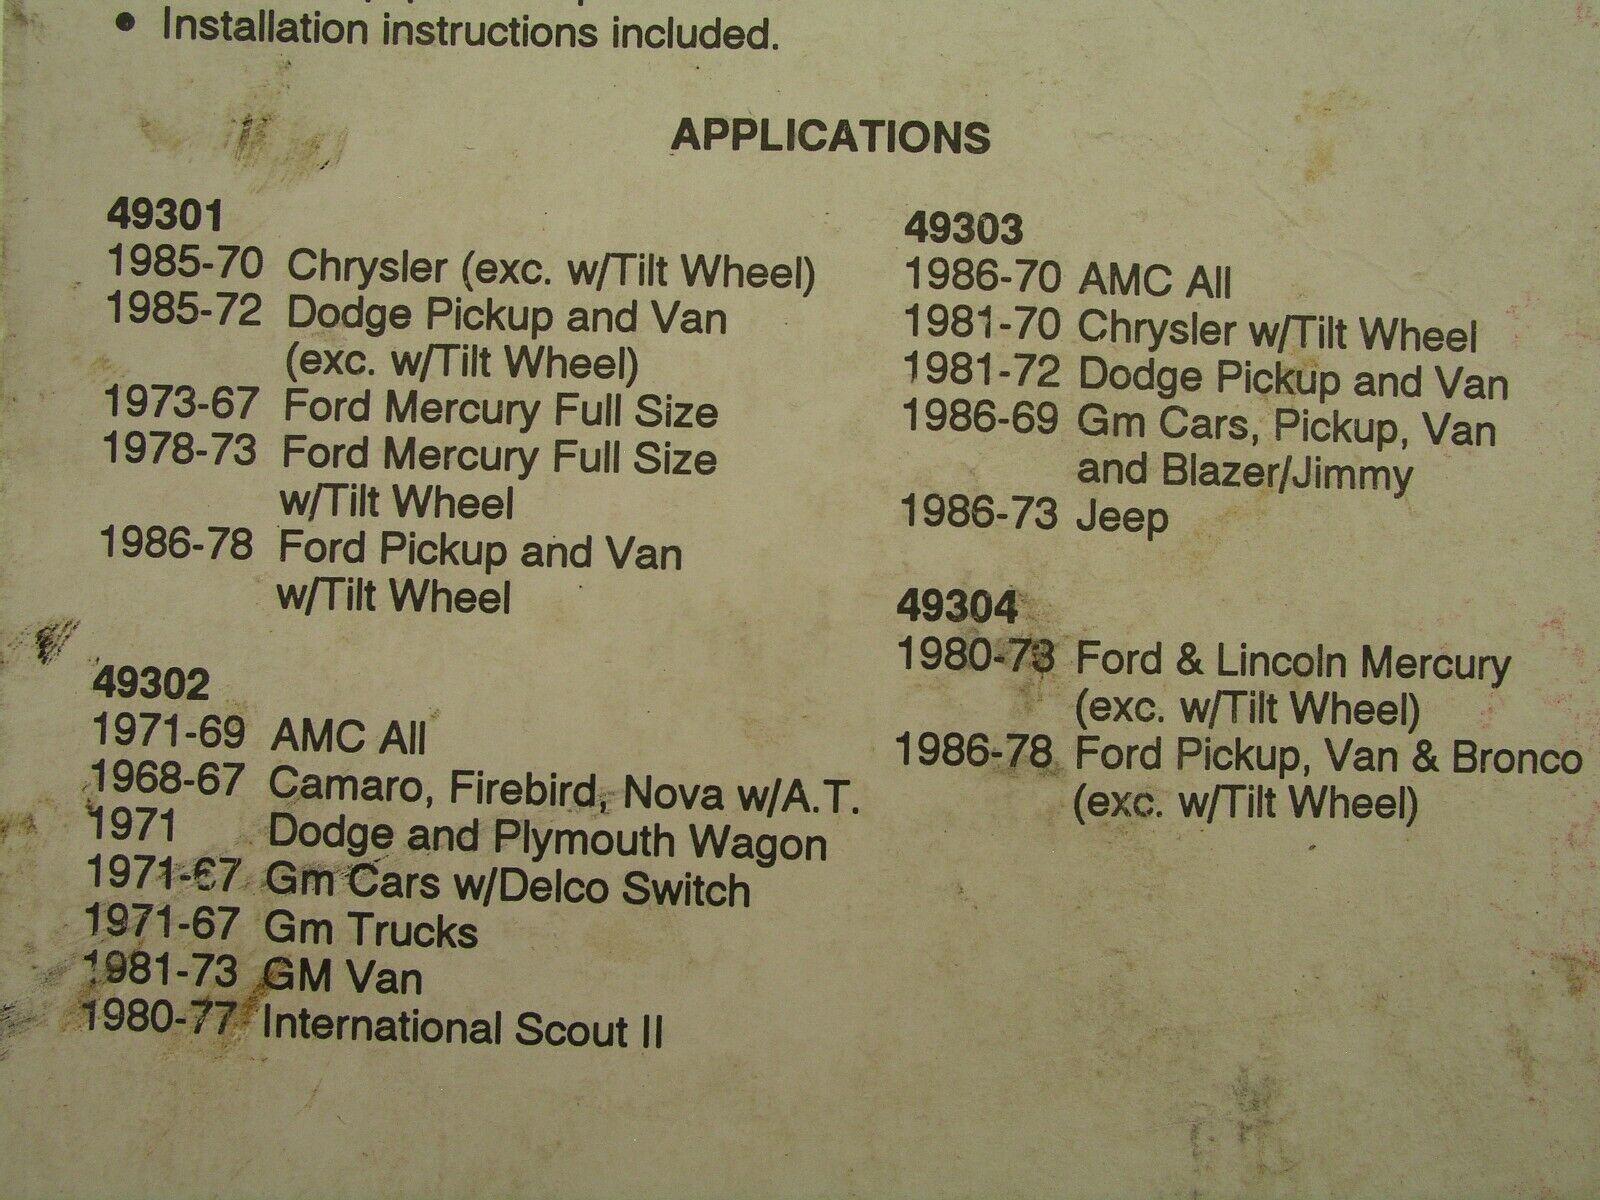 • Installation instructions included.
APPLICATIONS
49301
1985-70 Chrysler (exc. w/Tilt Wheel)
1985-72 Dodge Pickup and Van
(exc. w/Tilt Wheel)
1973-67 Ford Mercury Full Size
1978-73 Ford Mercury Full Size
w/Tilt Wheel
1986-78 Ford Pickup and Van
w/Tilt Wheel
49302
1971-69 AMC All
1968-67 Camaro, Firebird, Nova w/A.T.
1971 Dodge and Plymouth Wagon
1971-67 Gm Cars w/Delco Switch
1971-67 Gm Trucks
1981-73 GM Van
1980-77 International Scout II
49303
1986-70 AMC All
1981-70 Chrysler w/Tilt Wheel
1981-72 Dodge Pickup and Van
1986-69 Gm Cars, Pickup, Van
and Blazer/Jimmy
1986-73 Jeep
49304
1980-73 Ford & Lincoln Mercury
(exc. w/Tilt Wheel)
1986-78 Ford Pickup, Van & Bronco
(exc. w/Tilt Wheel)